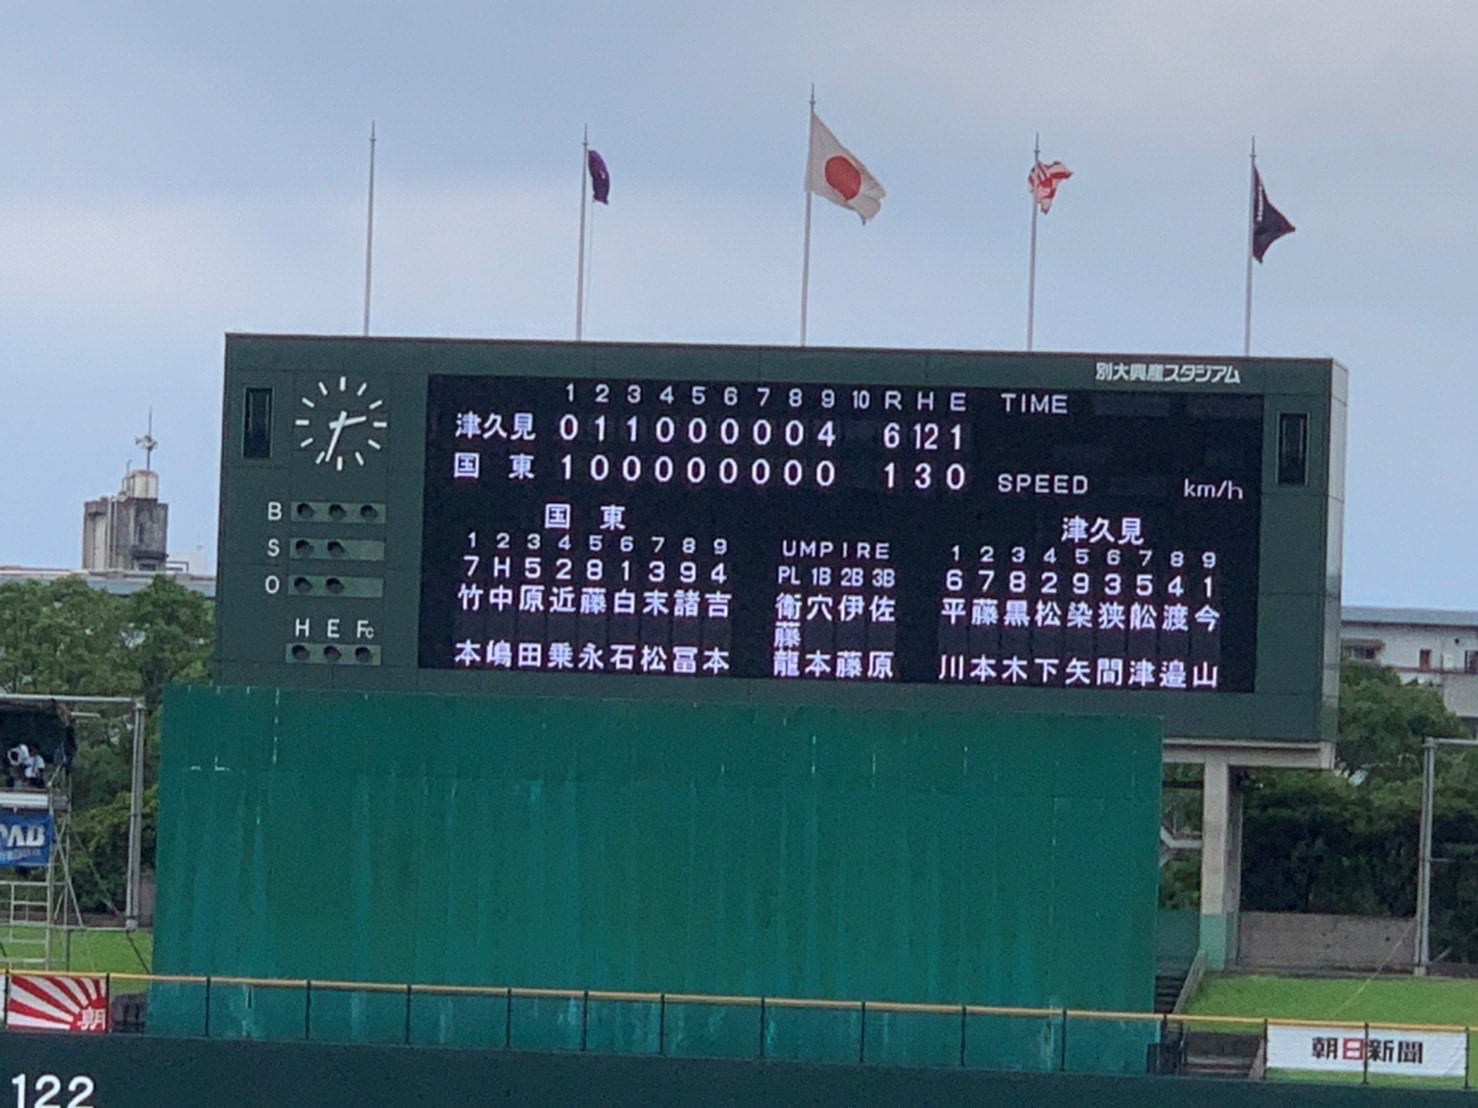 別大興産スタジアム
1 2 3 4 5 6 7 8 9 10 R H E TIME
津久見 0 1 1 0 0 0 0 0 4 6 12 1
国東 1 0 0 0 0 0 0 0 0 1 3 0 SPEED km/h
B
S
O
H E Fc
国東
1 2 3 4 5 6 7 8 9
7 H 5 2 8 1 3 9 4
竹 中 原 近 藤 白 末 諸 吉
本 嶋 田 乗 永 石 松 冨 本
UMPIRE
PL 1B 2B 3B
衛 穴 伊 佐
藤
龍 本 藤 原
津久見
1 2 3 4 5 6 7 8 9
6 7 8 2 9 3 5 4 1
平 藤 黒 松 染 狭 舩 渡 今
川 本 木 下 矢 間 津 邉 山
OAB
朝日新聞
122